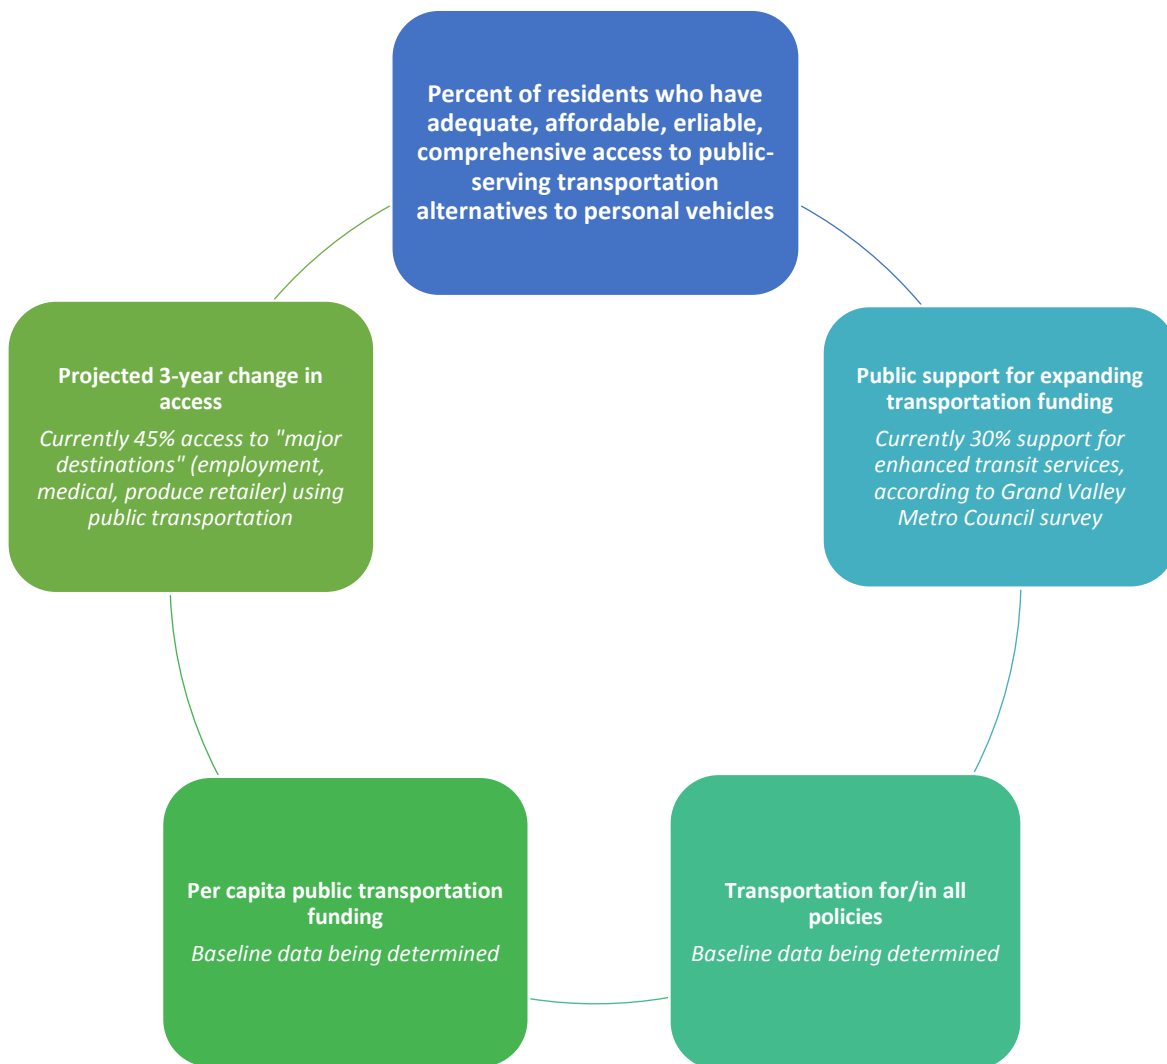 Percent of residents who have
adequate, affordable, erliable,
comprehensive access to public-
serving transportation
alternatives to personal vehicles
Projected 3-year change in
access
Currently 45% access to "major
destinations" (employment,
medical, produce retailer) using
public transportation
Public support for expanding
transportation funding
Currently 30% support for
enhanced transit services,
according to Grand Valley
Metro Council survey
Per capita public transportation
funding
Baseline data being determined
Transportation for/in all
policies
Baseline data being determined